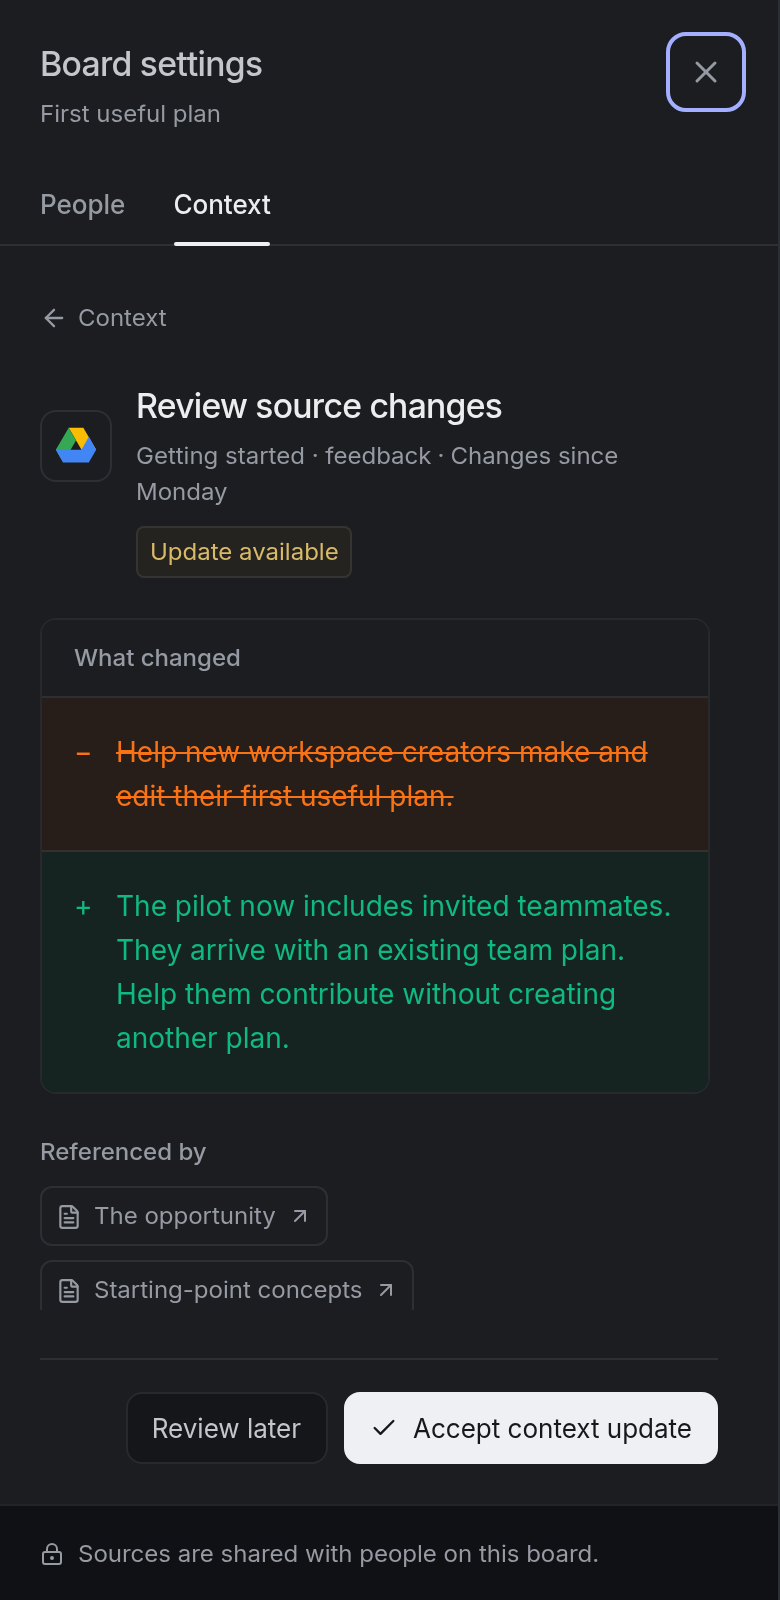 Board settings
First useful plan
People Context
Context
Review source changes
Getting started · feedback · Changes since
Monday
Update available
What changed
− Help new workspace creators make and
edit their first useful plan.
+ The pilot now includes invited teammates.
They arrive with an existing team plan.
Help them contribute without creating
another plan.
Referenced by
The opportunity
Starting-point concepts
Review later Accept context update
Sources are shared with people on this board.